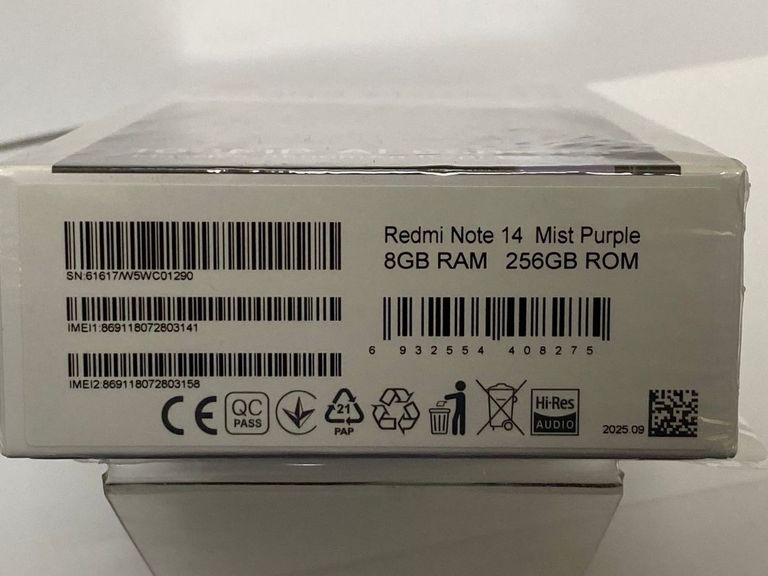 SN:61617/W5WC01290
IMEI1:869118072803141
IMEI2:869118072803158
Redmi Note 14 Mist Purple
8GB RAM 256GB ROM
6 932554 408275
CE
QC
PASS
21
PAP
Hi-Res
AUDIO
2025.09